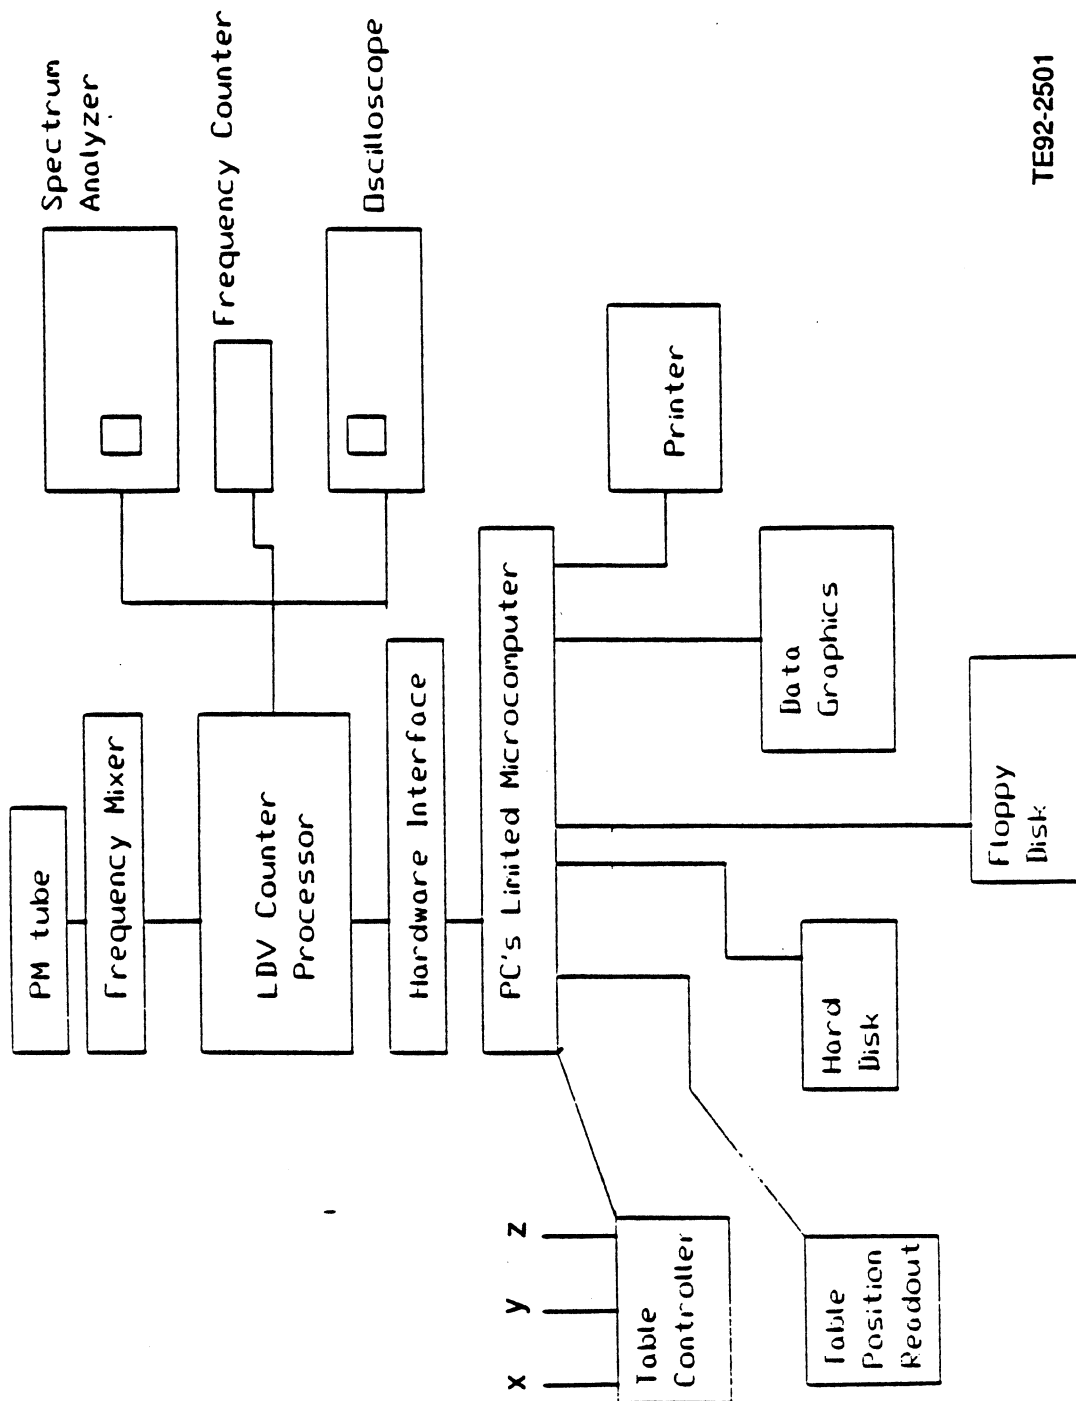 PM tube
Frequency Mixer
LDV Counter
Processor
Hardware Interface
PC's Limited Microcomputer
Spectrum
Analyzer
Frequency Counter
Oscilloscope
Printer
Data
Graphics
Floppy
Disk
Hard
Disk
x y z
Table
Controller
Table
Position
Readout
TE92-2501